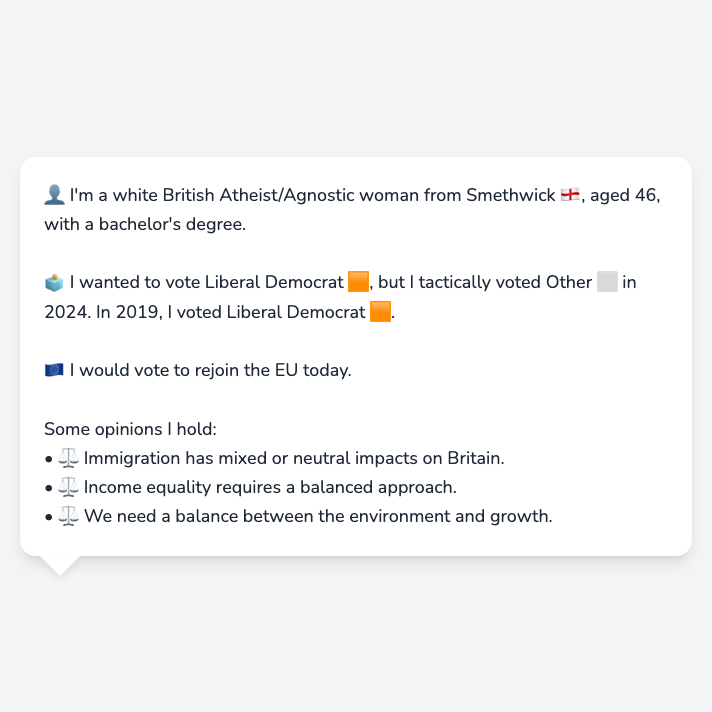 👤 I'm a white British Atheist/Agnostic woman from Smethwick 🏴󠁧󠁢󠁥󠁮󠁧󠁿, aged 46,
with a bachelor's degree.
🗳️ I wanted to vote Liberal Democrat 🟧, but I tactically voted Other ⬜ in
2024. In 2019, I voted Liberal Democrat 🟧.
🇪🇺 I would vote to rejoin the EU today.
Some opinions I hold:
• ⚖️ Immigration has mixed or neutral impacts on Britain.
• ⚖️ Income equality requires a balanced approach.
• ⚖️ We need a balance between the environment and growth.